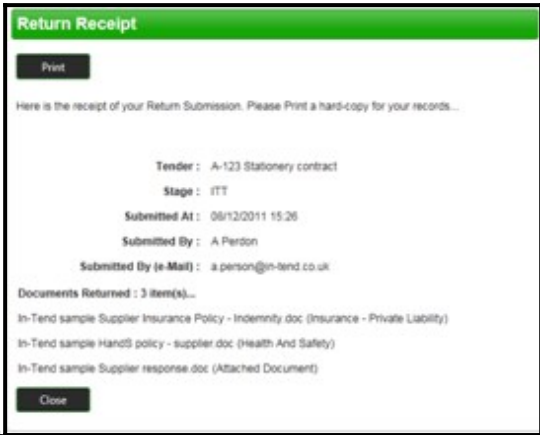 Return Receipt
Print
Here is the receipt of your Return Submission. Please Print a hard-copy for your records...
Tender : A-123 Stationery contract
Stage : ITT
Submitted At : 06/12/2011 15:26
Submitted By : A Perdon
Submitted By (e-Mail) : a.person@in-tend.co.uk
Documents Returned : 3 item(s)...
In-Tend sample Supplier Insurance Policy - Indemnity.doc (Insurance - Private Liability)
In-Tend sample HandS policy - supplier.doc (Health And Safety)
In-Tend sample Supplier response.doc (Attached Document)
Close